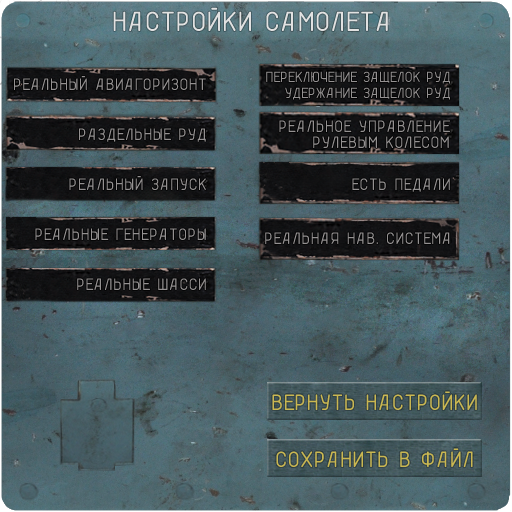 НАСТРОЙКИ САМОЛЕТА
РЕАЛЬНЫЙ АВИАГОРИЗОНТ
РАЗДЕЛЬНЫЕ РУД
РЕАЛЬНЫЙ ЗАПУСК
РЕАЛЬНЫЕ ГЕНЕРАТОРЫ
РЕАЛЬНЫЕ ШАССИ
ПЕРЕКЛЮЧЕНИЕ ЗАЩЕЛОК РУД
УДЕРЖАНИЕ ЗАЩЕЛОК РУД
РЕАЛЬНОЕ УПРАВЛЕНИЕ
РУЛЕВЫМ КОЛЕСОМ
ЕСТЬ ПЕДАЛИ
РЕАЛЬНАЯ НАВ. СИСТЕМА
ВЕРНУТЬ НАСТРОЙКИ
СОХРАНИТЬ В ФАЙЛ